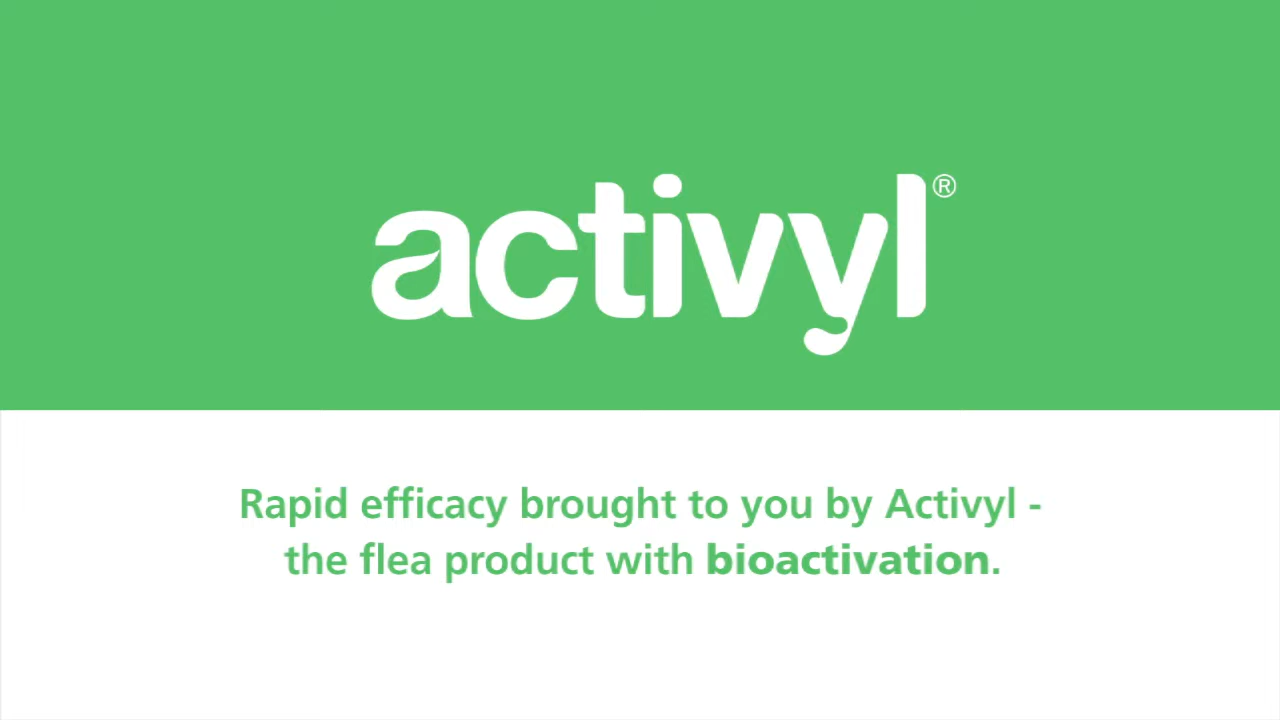 activyl®
Rapid efficacy brought to you by Activyl -
the flea product with bioactivation.